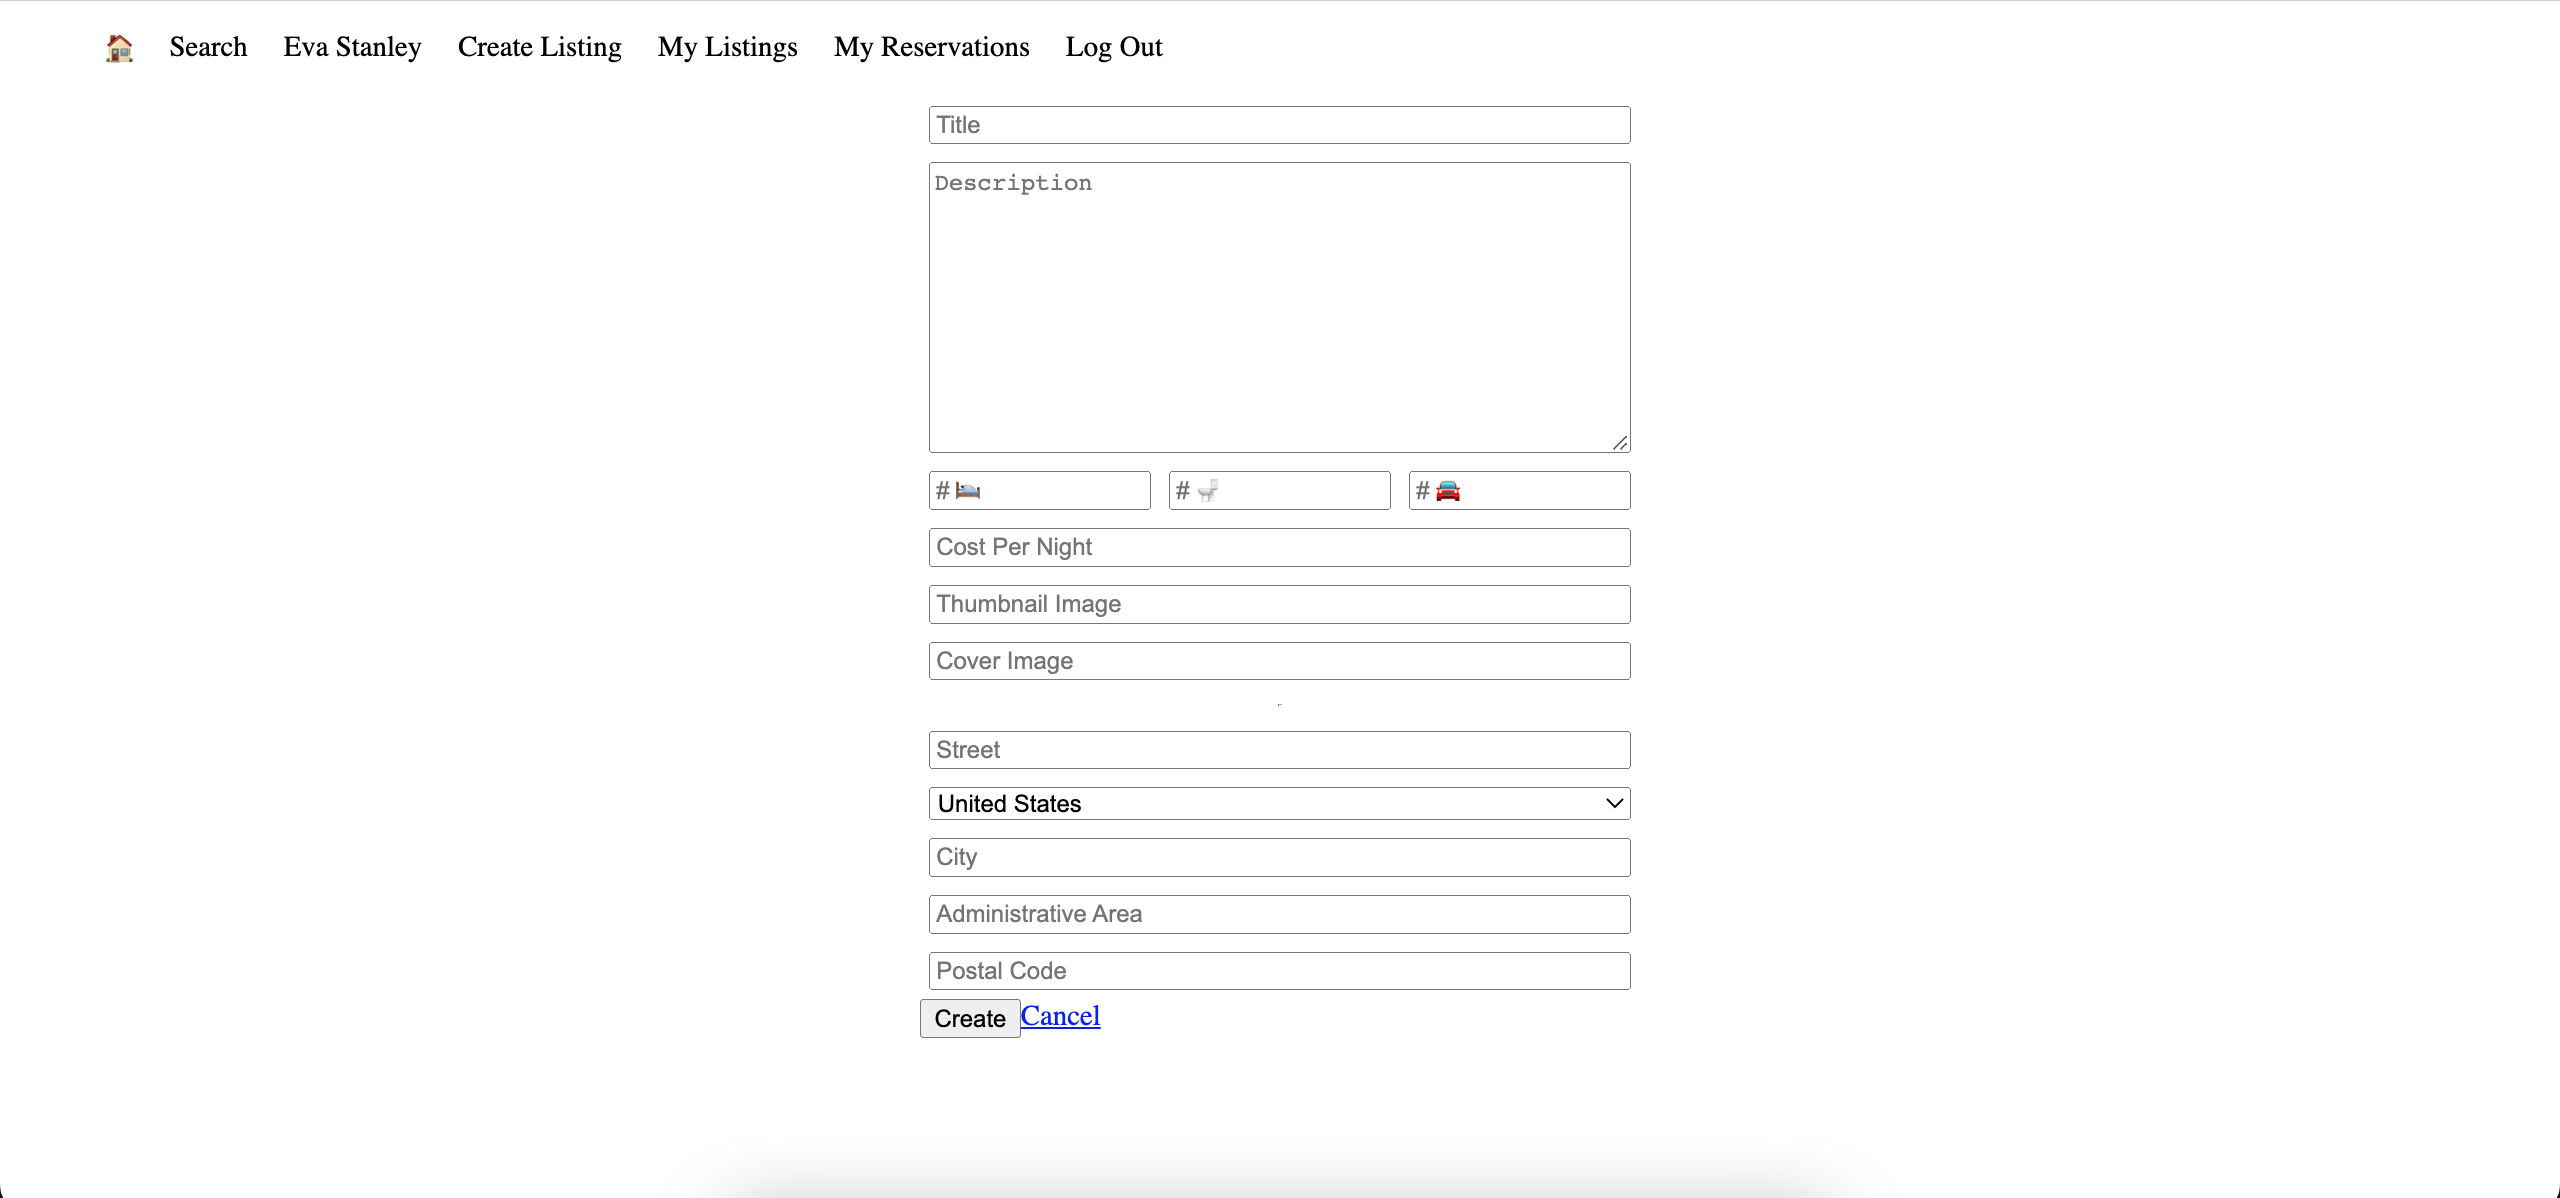 🏠 Search Eva Stanley Create Listing My Listings My Reservations Log Out
Title
Description
# 🛌 # 🚽 # 🚘
Cost Per Night
Thumbnail Image
Cover Image
Street
United States
City
Administrative Area
Postal Code
Create Cancel